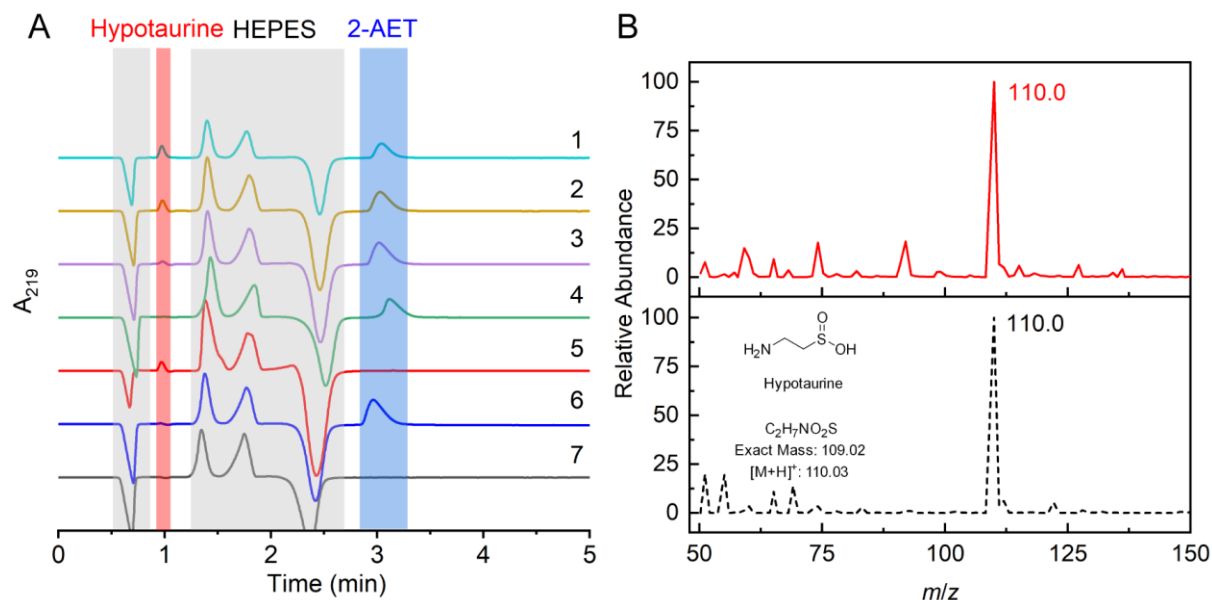 A
Hypotaurine HEPES 2-AET
A₂₁₉
1
2
3
4
5
6
7
0 1 2 3 4 5
Time (min)
B
Relative Abundance
100
75
50
25
0
110.0
100
75
50
25
0
110.0
O
H₂N S OH
Hypotaurine
C₂H₇NO₂S
Exact Mass: 109.02
[M+H]⁺: 110.03
50 75 100 125 150
m/z